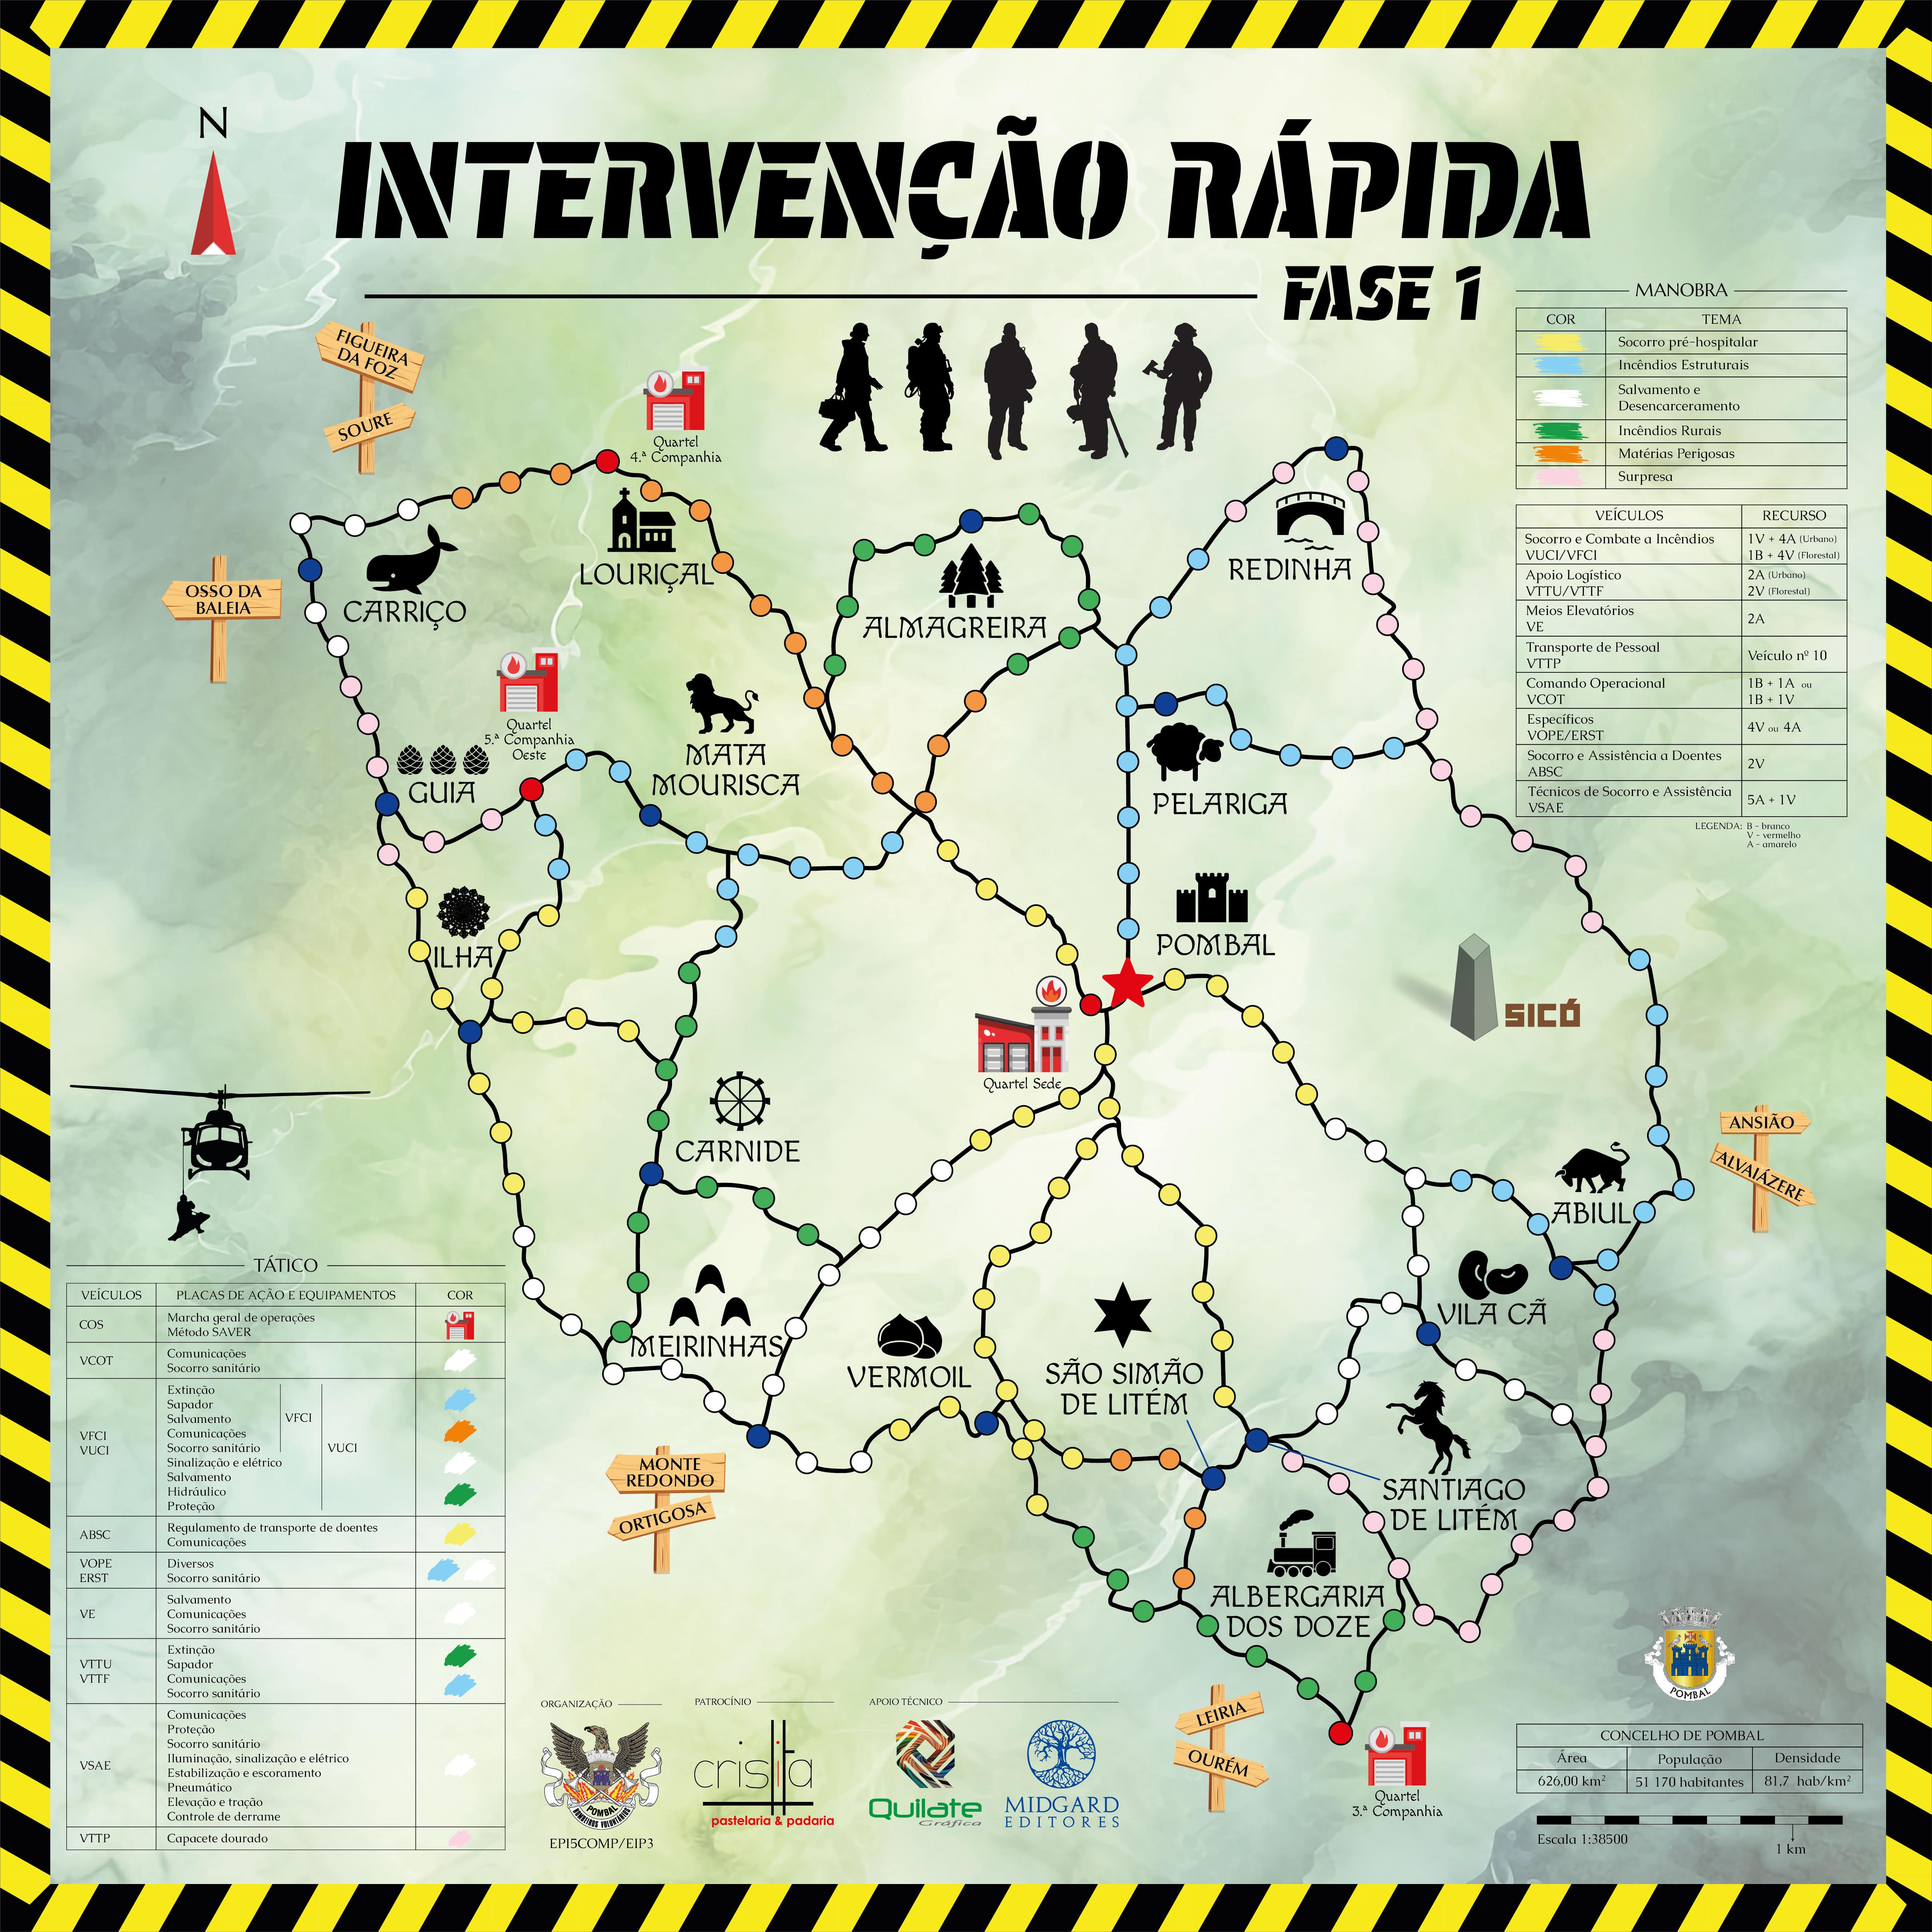 N
INTERVENÇÃO RÁPIDA
FASE 1
MANOBRA
COR TEMA
Socorro pré-hospitalar
Incêndios Estruturais
Salvamento e
Desencarceramento
Incêndios Rurais
Matérias Perigosas
Surpresa
VEÍCULOS RECURSO
Socorro e Combate a Incêndios 1V + 4A (Urbano)
VUCI/VFCI 1B + 4V (Florestal)
Apoio Logístico 2A (Urbano)
VTTU/VTTF 2V (Florestal)
Meios Elevatórios
VE 2A
Transporte de Pessoal
VTTP Veículo nº 10
Comando Operacional 1B + 1A ou
VCOT 1B + 1V
Específicos
VOPE/ERST 4V ou 4A
Socorro e Assistência a Doentes
ABSC 2V
Técnicos de Socorro e Assistência
VSAE 5A + 1V
LEGENDA: B - branco
V - vermelho
A - amarelo
FIGUEIRA
DA FOZ
SOURE
Quartel
4.ª Companhia
LOURIÇAL
CARRIÇO
OSSO DA
BALEIA
ALMAGREIRA
REDINHA
Quartel
5.ª Companhia
Oeste
MATA
MOURISCA
GUIA
PELARIGA
ILHA
POMBAL
SICÓ
Quartel Sede
CARNIDE
ANSIÃO
ALVAIÁZERE
ABIUL
VILA CÃ
MEIRINHAS
VERMOIL
SÃO SIMÃO
DE LITÉM
SANTIAGO
DE LITÉM
MONTE
REDONDO
ORTIGOSA
ALBERGARIA
DOS DOZE
LEIRIA
OURÉM
Quartel
3.ª Companhia
TÁTICO
VEÍCULOS PLACAS DE AÇÃO E EQUIPAMENTOS COR
COS
Marcha geral de operações
Método SAVER
VCOT
Comunicações
Socorro sanitário
VFCI
VUCI
Extinção
Sapador
Salvamento
Comunicações
Socorro sanitário
Sinalização e elétrico
Salvamento
Hidráulico
Proteção
VFCI
VUCI
ABSC
Regulamento de transporte de doentes
Comunicações
VOPE
ERST
Diversos
Socorro sanitário
VE
Salvamento
Comunicações
Socorro sanitário
VTTU
VTTF
Extinção
Sapador
Comunicações
Socorro sanitário
VSAE
Comunicações
Proteção
Socorro sanitário
Iluminação, sinalização e elétrico
Estabilização e escoramento
Pneumático
Elevação e tração
Controle de derrame
VTTP Capacete dourado
ORGANIZAÇÃO
POMBAL
BOMBEIROS VOLUNTÁRIOS
EPI5COMP/EIP3
PATROCÍNIO
cristta
pastelaria & padaria
APOIO TÉCNICO
Quilate
Gráfica
MIDGARD
EDITORES
POMBAL
CONCELHO DE POMBAL
Área População Densidade
626,00 km² 51 170 habitantes 81,7 hab/km²
Escala 1:38500
1 km